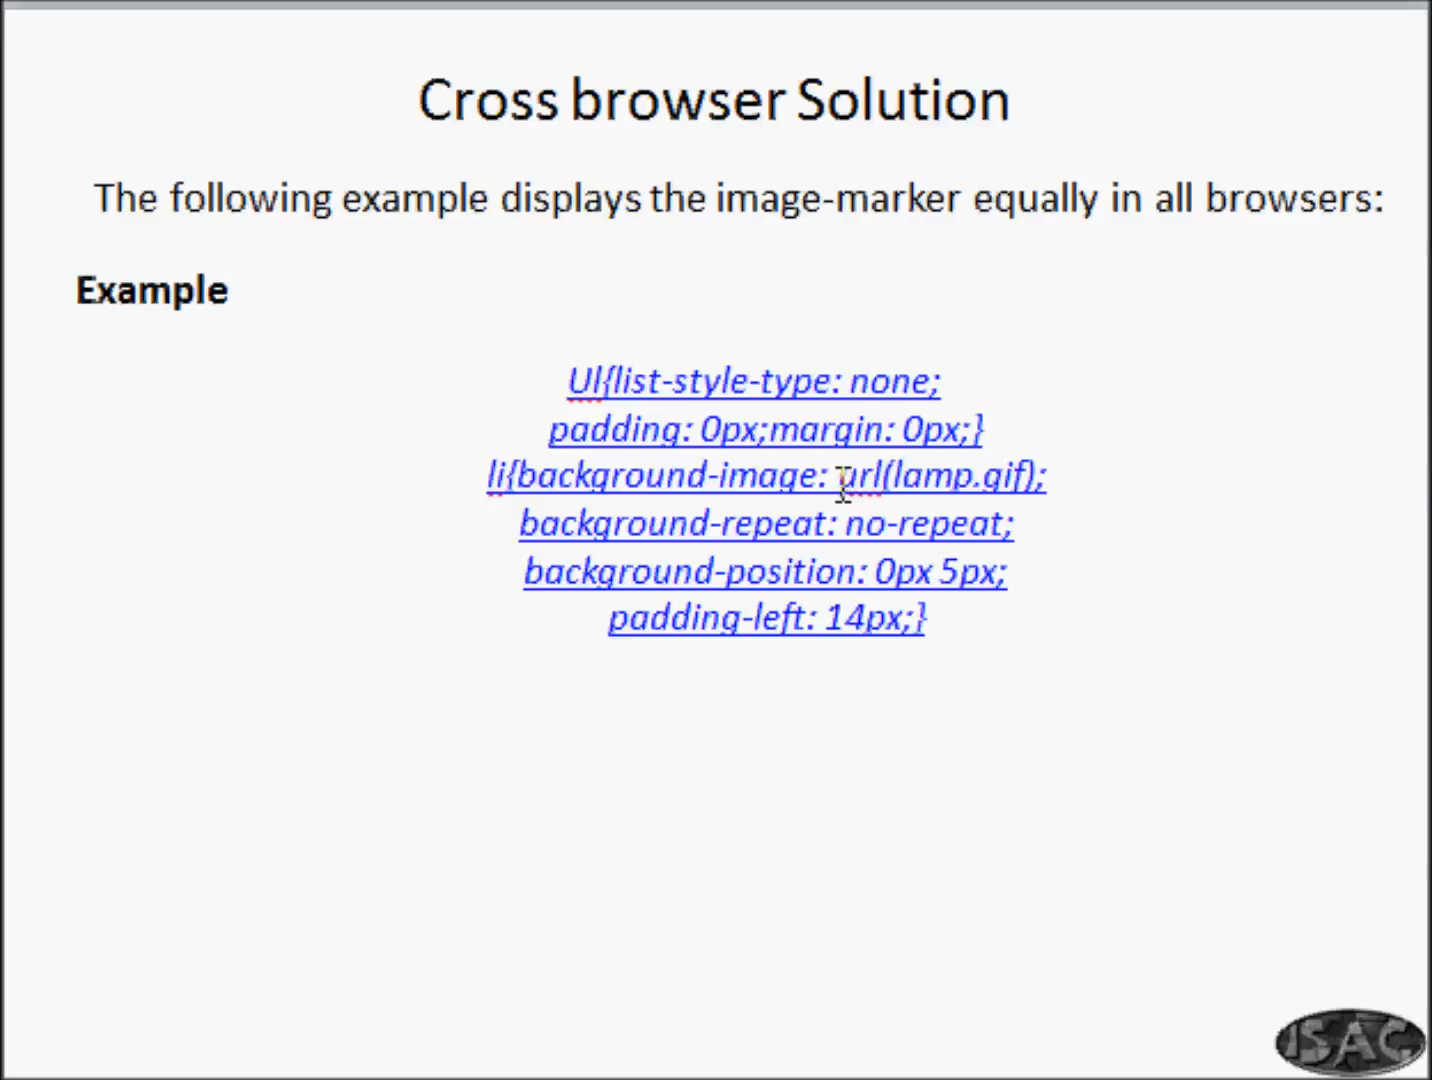 Cross browser Solution
The following example displays the image-marker equally in all browsers:
Example
Ul{list-style-type: none;
padding: 0px;margin: 0px;}
li{background-image: url(lamp.gif);
background-repeat: no-repeat;
background-position: 0px 5px;
padding-left: 14px;}
ISAC